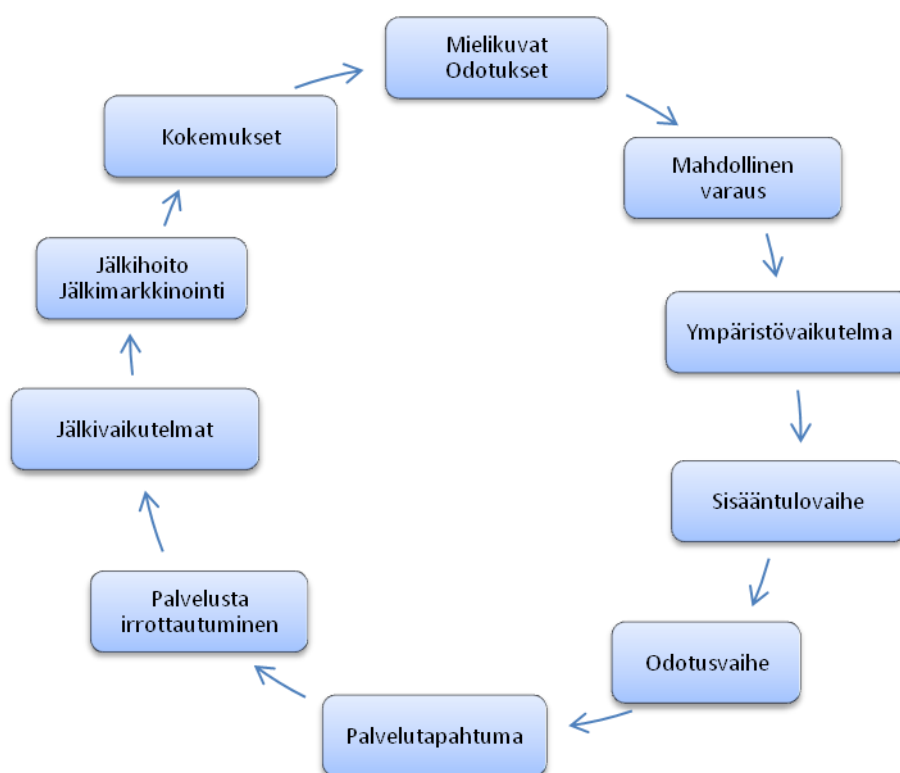 Mielikuvat
Odotukset
Mahdollinen
varaus
Ympäristövaikutelma
Sisääntulovaihe
Odotusvaihe
Palvelutapahtuma
Palvelusta
irrottautuminen
Jälkivaikutelmat
Jälkihoito
Jälkimarkkinointi
Kokemukset